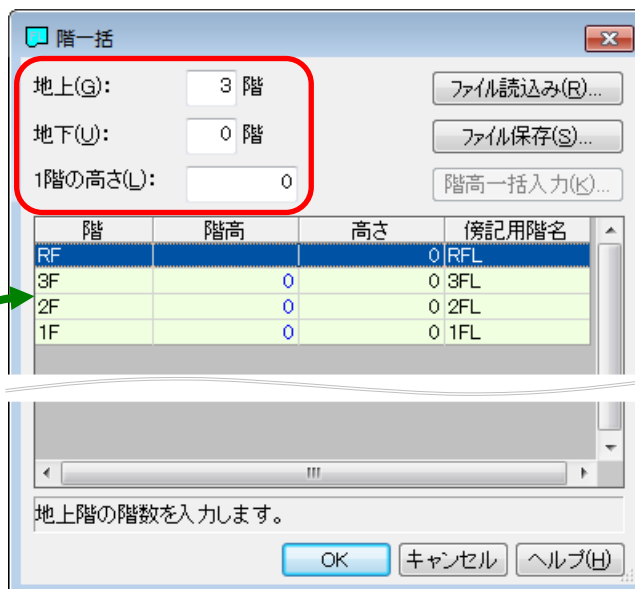 階一括
地上(G): 3 階 ファイル読込み(R)...
地下(U): 0 階 ファイル保存(S)...
1階の高さ(L): 0 階高一括入力(K)...
階 階高 高さ 傍記用階名
RF 0 RFL
3F 0 0 3FL
2F 0 0 2FL
1F 0 0 1FL
地上階の階数を入力します。
OK キャンセル ヘルプ(H)